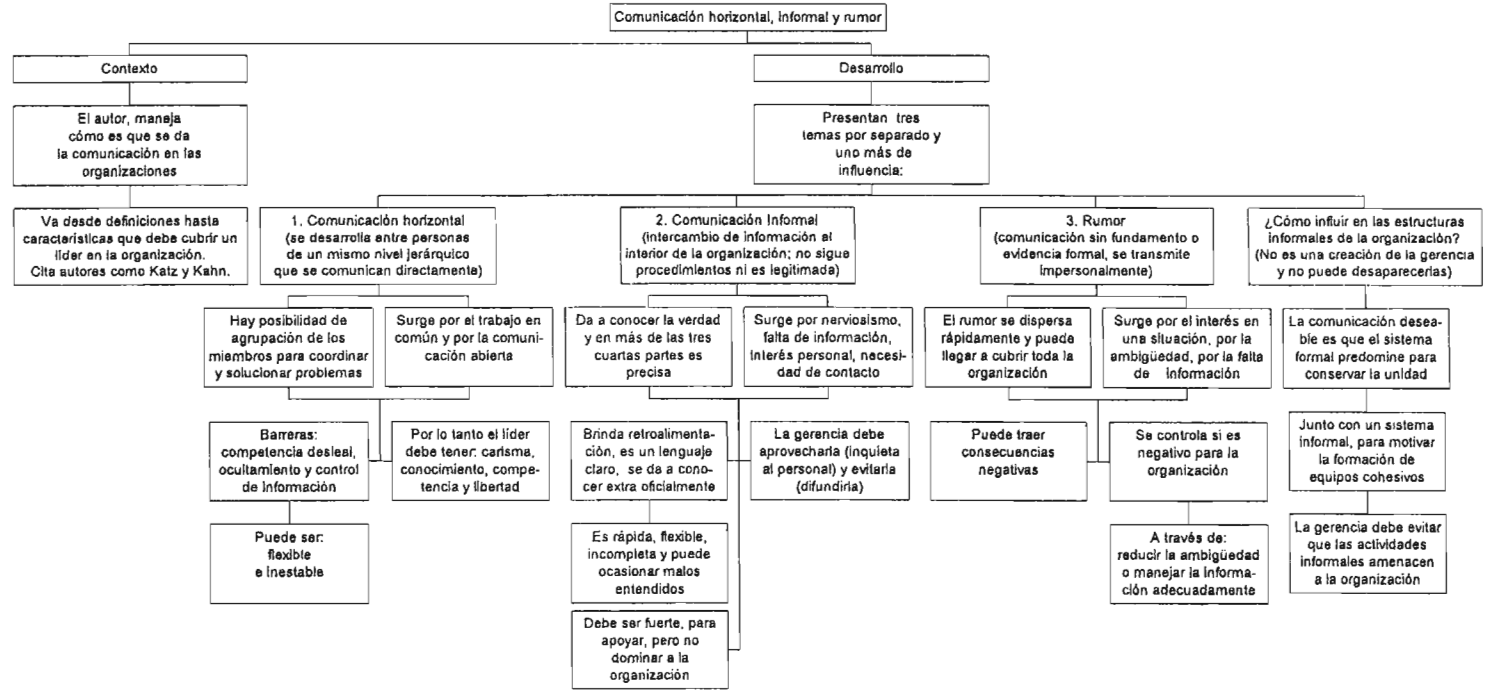 Comunicación horizontal, informal y rumor
Contexto
Desarrollo
El autor, maneja
cómo es que se da
la comunicación en las
organizaciones
Presentan tres
temas por separado y
uno más de
influencia:
Va desde definiciones hasta
características que debe cubrir un
líder en la organización.
Cita autores como Katz y Kahn.
1. Comunicación horizontal
(se desarrolla entre personas
de un mismo nivel jerárquico
que se comunican directamente)
2. Comunicación Informal
(intercambio de información al
interior de la organización; no sigue
procedimientos ni es legitimada)
3. Rumor
(comunicación sin fundamento o
evidencia formal, se transmite
impersonalmente)
¿Cómo influir en las estructuras
informales de la organización?
(No es una creación de la gerencia
y no puede desaparecerlas)
Hay posibilidad de
agrupación de los
miembros para coordinar
y solucionar problemas
Surge por el trabajo en
común y por la comuni-
cación abierta
Da a conocer la verdad
y en más de las tres
cuartas partes es
precisa
Surge por nerviosismo,
falta de información,
interés personal, necesi-
dad de contacto
El rumor se dispersa
rápidamente y puede
llegar a cubrir toda la
organización
Surge por el interés en
una situación, por la
ambigüedad, por la falta
de información
La comunicación desea-
ble es que el sistema
formal predomine para
conservar la unidad
Barreras:
competencia desleal,
ocultamiento y control
de información
Por lo tanto el líder
debe tener: carisma,
conocimiento, compe-
tencia y libertad
Brinda retroalimenta-
ción, es un lenguaje
claro, se da a cono-
cer extra oficialmente
La gerencia debe
aprovecharla (inquieta
al personal) y evitarla
(difundirla)
Puede traer
consecuencias
negativas
Se controla si es
negativo para la
organización
Junto con un sistema
informal, para motivar
la formación de
equipos cohesivos
Puede ser:
flexible
e inestable
Es rápida, flexible,
incompleta y puede
ocasionar malos
entendidos
A través de:
reducir la ambigüedad
o manejar la informa-
ción adecuadamente
La gerencia debe evitar
que las actividades
informales amenacen
a la organización
Debe ser fuerte, para
apoyar, pero no
dominar a la
organización